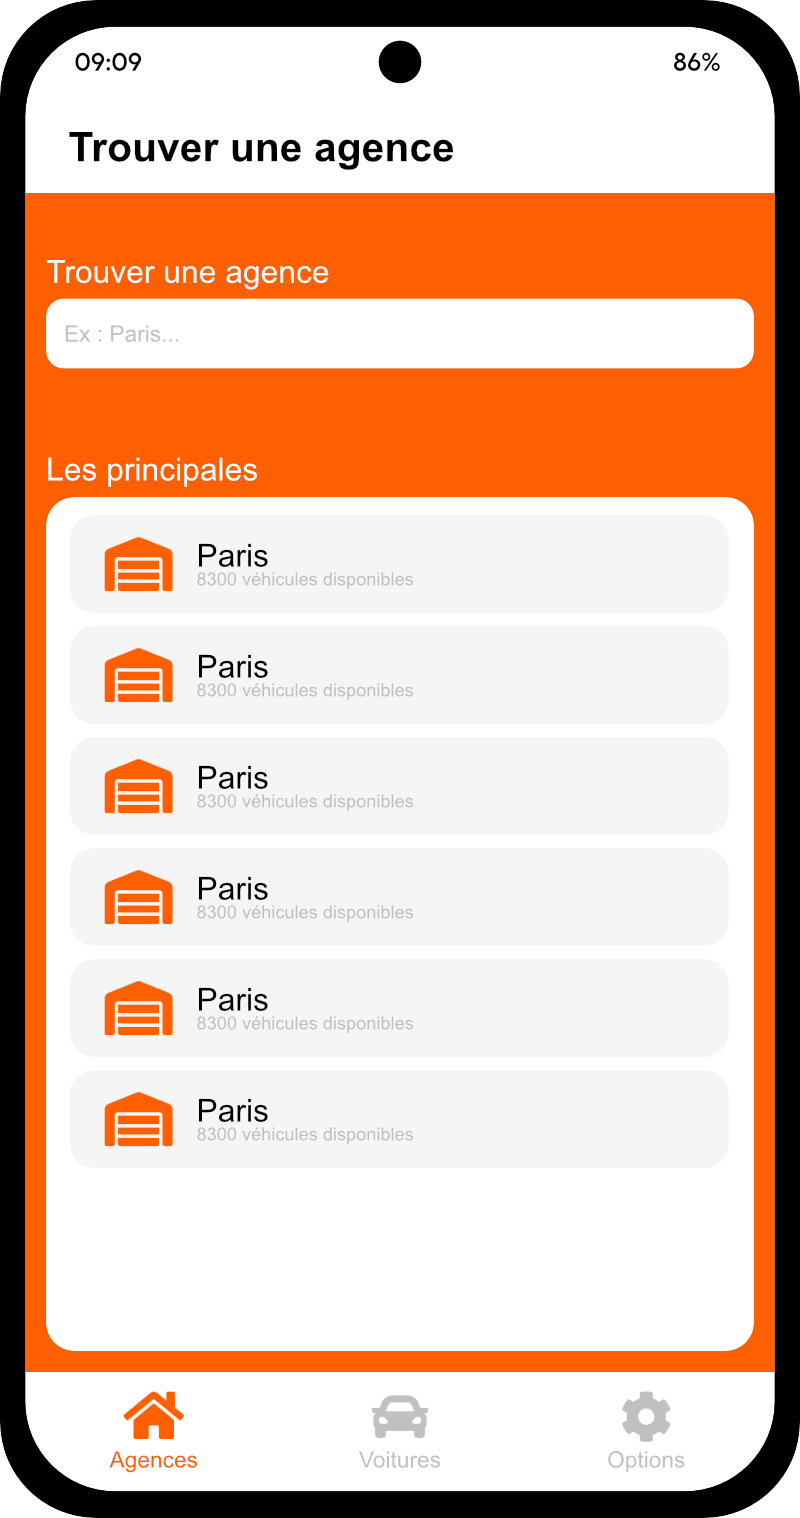 09:09
86%
Trouver une agence
Trouver une agence
Ex : Paris...
Les principales
Paris
8300 véhicules disponibles
Paris
8300 véhicules disponibles
Paris
8300 véhicules disponibles
Paris
8300 véhicules disponibles
Paris
8300 véhicules disponibles
Paris
8300 véhicules disponibles
Agences
Voitures
Options